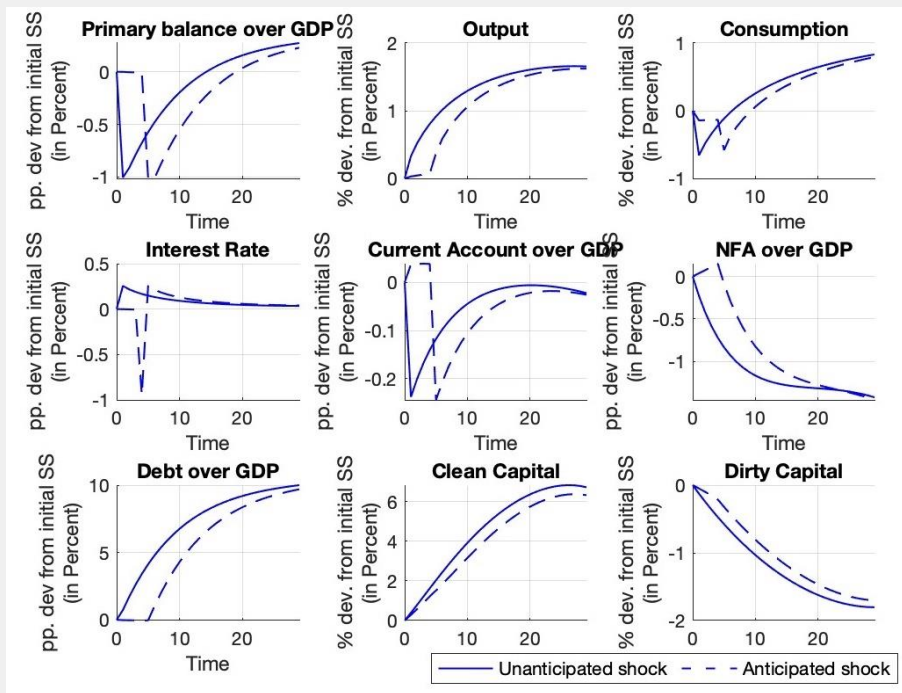 Primary balance over GDP
pp. dev from initial SS
(in Percent)
0
-0.5
-1
0
10
20
Time
Output
% dev. from initial SS
(in Percent)
2
1
0
0
10
20
Time
Consumption
% dev. from initial SS
(in Percent)
1
0
-1
0
10
20
Time
Interest Rate
pp. dev from initial SS
(in Percent)
0.5
0
-0.5
-1
0
10
20
Time
Current Account over GDP
pp. dev from initial SS
(in Percent)
0
-0.1
-0.2
0
10
20
Time
NFA over GDP
pp. dev from initial SS
(in Percent)
0
-0.5
-1
0
10
20
Time
Debt over GDP
pp. dev from initial SS
(in Percent)
10
5
0
0
10
20
Time
Clean Capital
% dev. from initial SS
(in Percent)
6
4
2
0
0
10
20
Dirty Capital
% dev. from initial SS
(in Percent)
0
-1
-2
0
10
20
Unanticipated shock
Anticipated shock